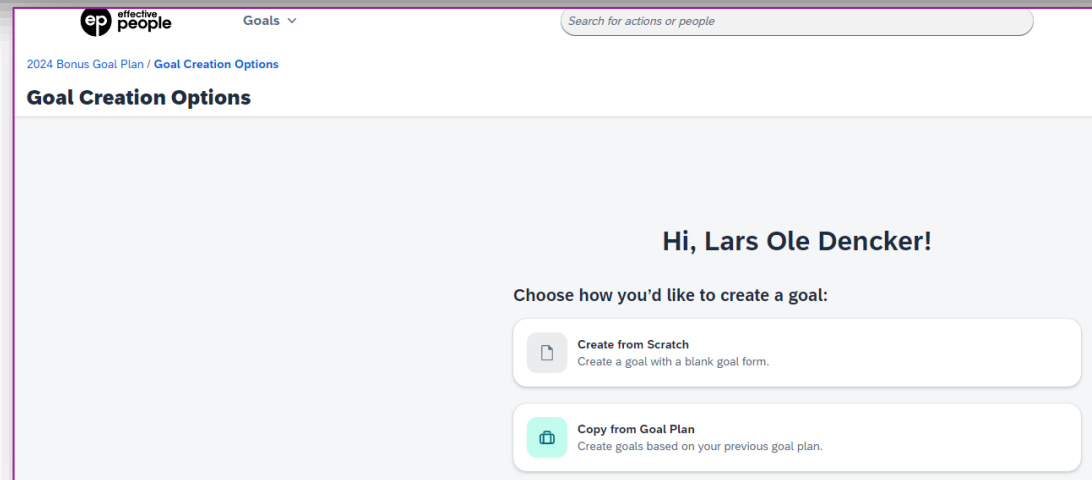 ep effective people
Goals
Search for actions or people
2024 Bonus Goal Plan / Goal Creation Options
Goal Creation Options
Hi, Lars Ole Dencker!
Choose how you’d like to create a goal:
Create from Scratch
Create a goal with a blank goal form.
Copy from Goal Plan
Create goals based on your previous goal plan.